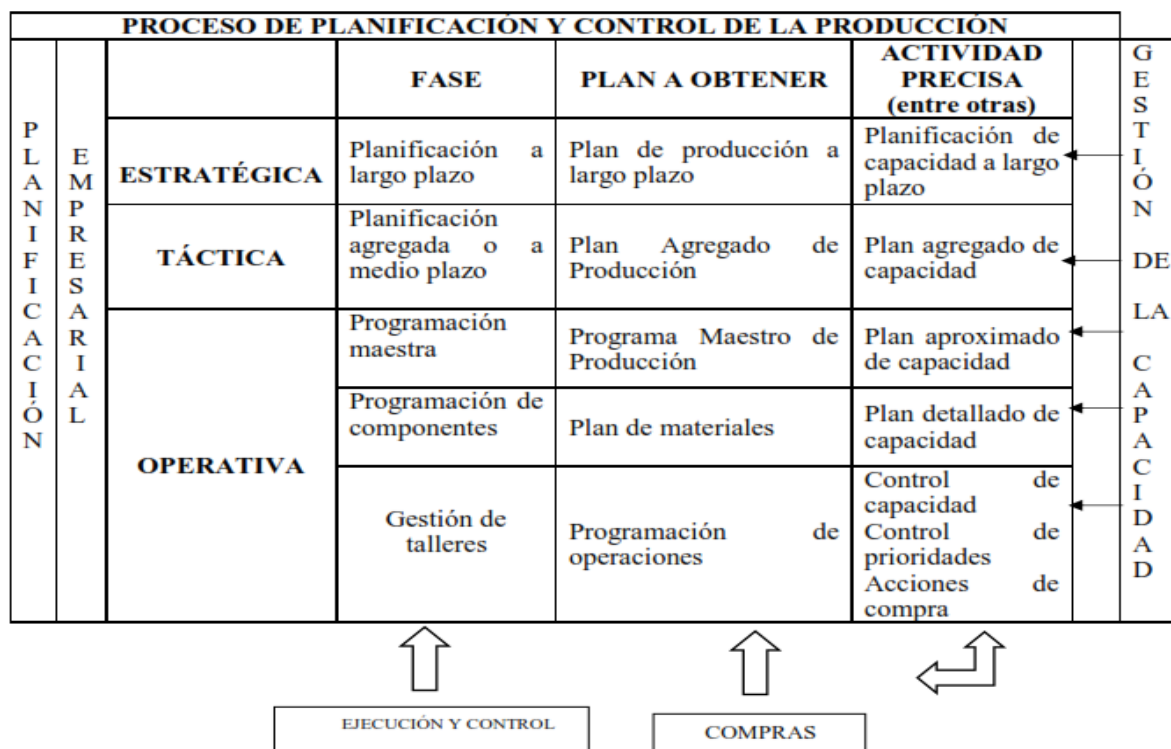 PROCESO DE PLANIFICACIÓN Y CONTROL DE LA PRODUCCIÓN
PLANIFICACIÓN
EMPRESARIAL
FASE
PLAN A OBTENER
ACTIVIDAD
PRECISA
(entre otras)
ESTRATÉGICA
Planificación a
largo plazo
Plan de producción a
largo plazo
Planificación de
capacidad a largo
plazo
TÁCTICA
Planificación
agregada o a
medio plazo
Plan Agregado de
Producción
Plan agregado de
capacidad
OPERATIVA
Programación
maestra
Programa Maestro de
Producción
Plan aproximado
de capacidad
Programación de
componentes
Plan de materiales
Plan detallado de
capacidad
Gestión de
talleres
Programación de
operaciones
Control de
capacidad
Control de
prioridades
Acciones de
compra
GESTIÓN DE LA CAPACIDAD
EJECUCIÓN Y CONTROL
COMPRAS